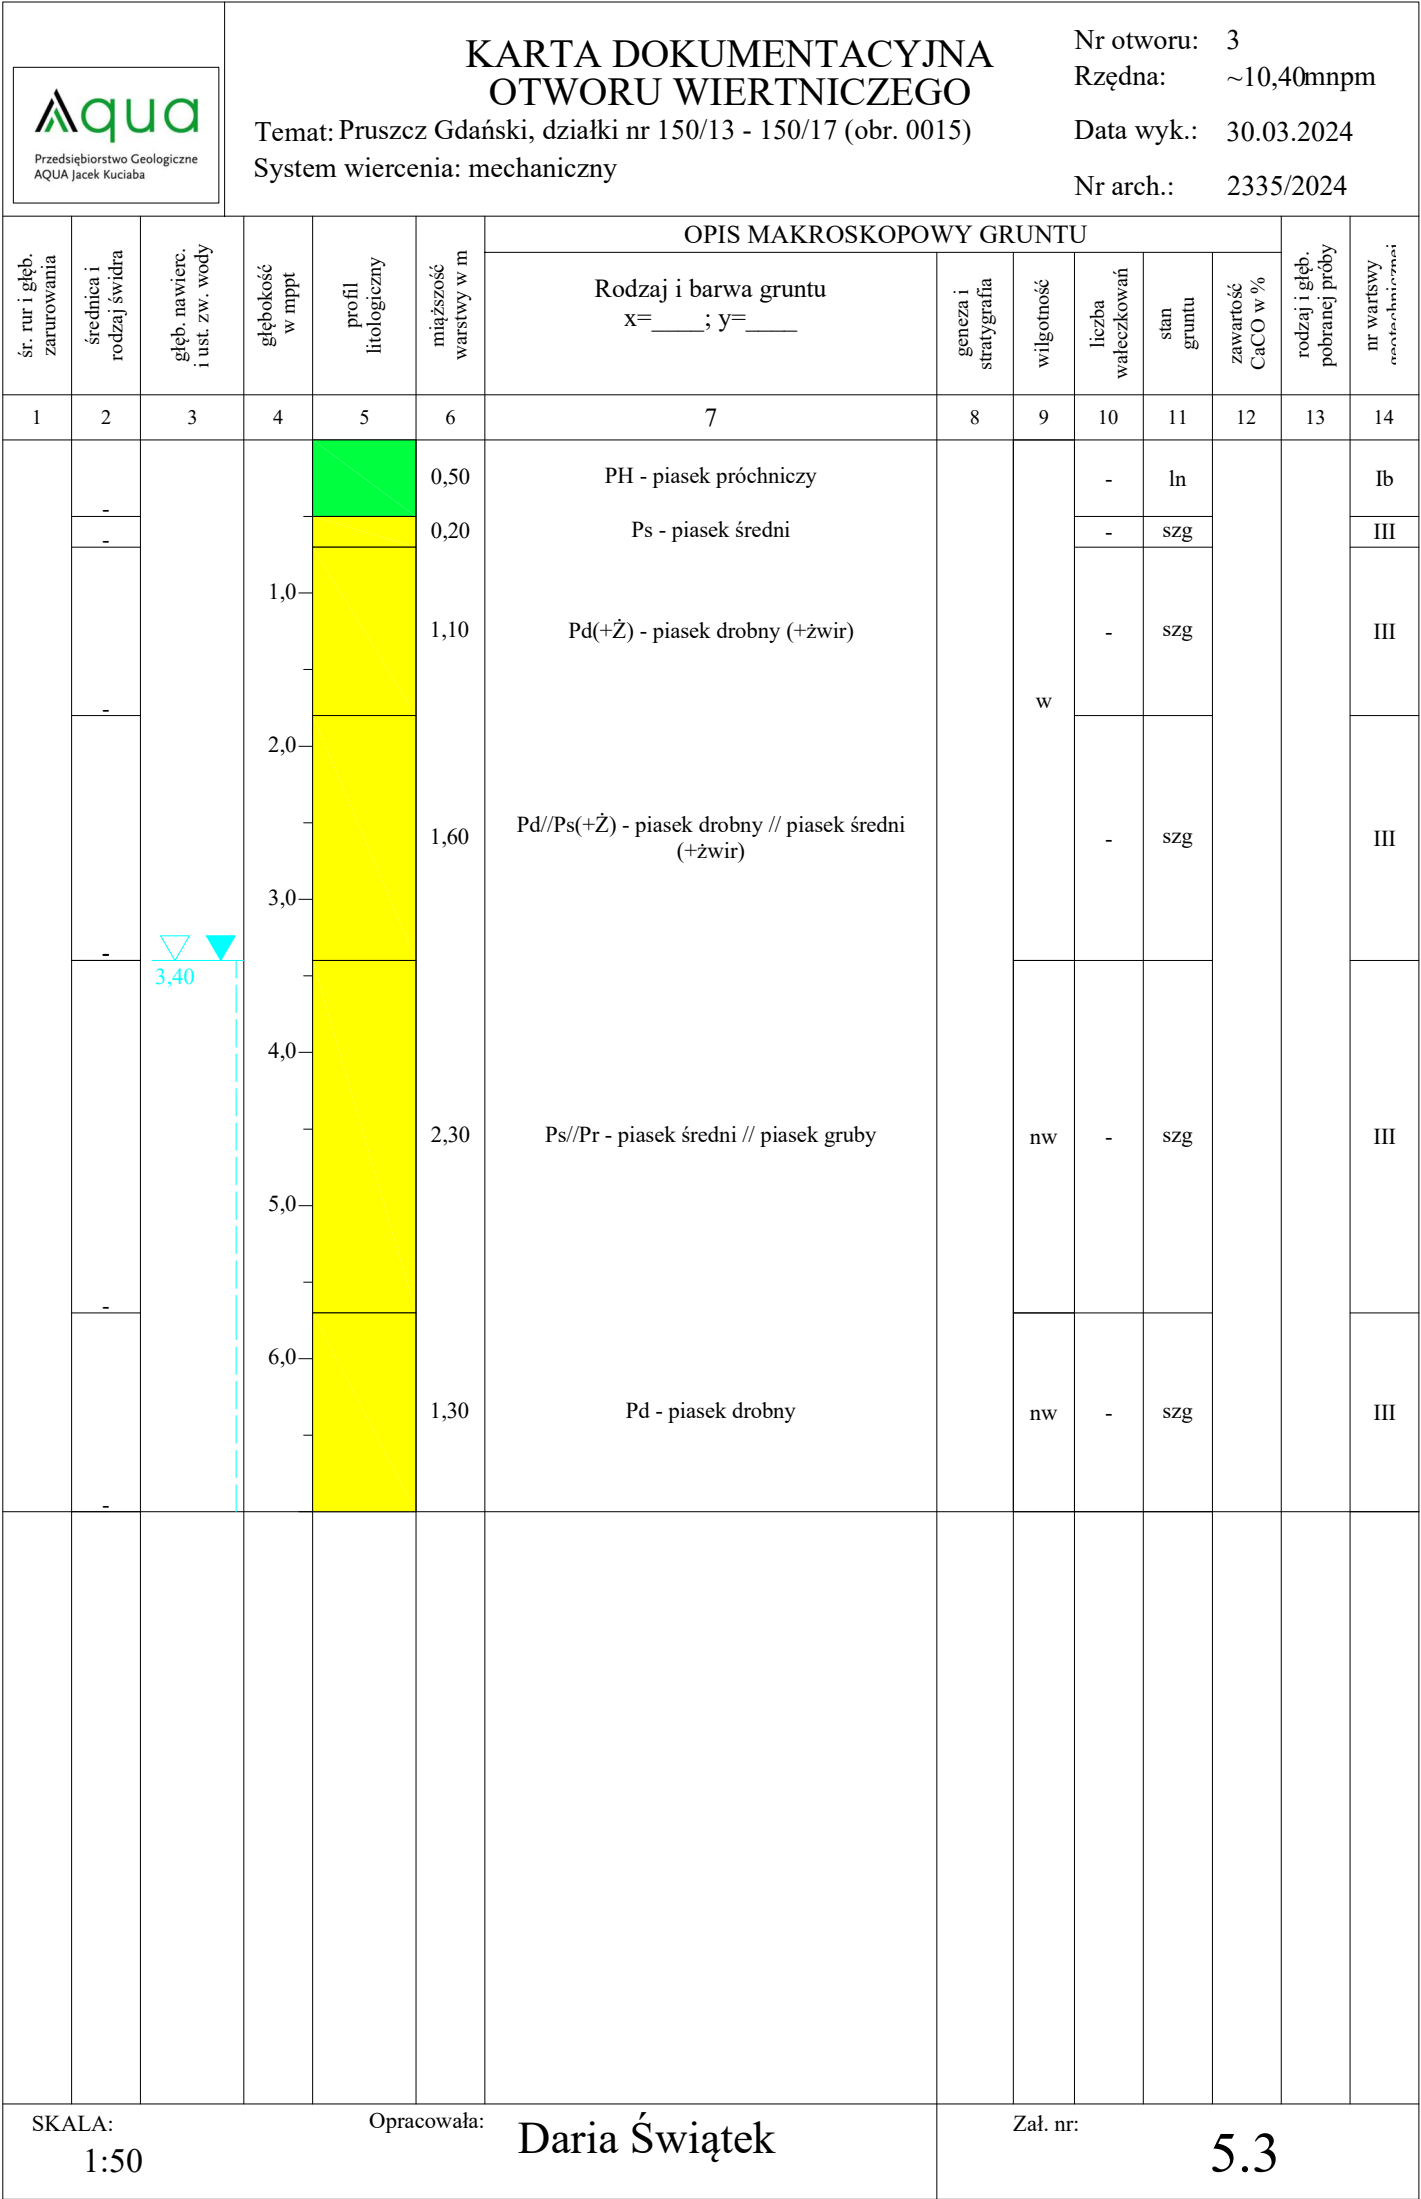 Aqua
Przedsiębiorstwo Geologiczne
AQUA Jacek Kuciaba
KARTA DOKUMENTACYJNA
OTWORU WIERTNICZEGO
Temat: Pruszcz Gdański, działki nr 150/13 - 150/17 (obr. 0015)
System wiercenia: mechaniczny
Nr otworu: 3
Rzędna: ~10,40mnpm
Data wyk.: 30.03.2024
Nr arch.: 2335/2024
śr. rur i głęb.
zarurowania
średnica i
rodzaj świdra
głęb. nawierc.
i ust. zw. wody
głębokość
w mppt
profil
litologiczny
miąższość
warstwy w m
OPIS MAKROSKOPOWY GRUNTU
Rodzaj i barwa gruntu
x=____; y=____
geneza i
stratygrafia
wilgotność
liczba
wałeczkowań
stan
gruntu
zawartość
CaCO w %
rodzaj i głęb.
pobranej próby
nr wartswy
geotechnicznej
1 2 3 4 5 6 7 8 9 10 11 12 13 14
0,50 PH - piasek próchniczy - ln Ib
-
0,20 Ps - piasek średni - szg III
-
1,0
1,10 Pd(+Ż) - piasek drobny (+żwir) - szg III
w
-
2,0
1,60 Pd//Ps(+Ż) - piasek drobny // piasek średni
(+żwir)
- szg III
3,0
-
3,40
4,0
2,30 Ps//Pr - piasek średni // piasek gruby nw - szg III
5,0
-
6,0
1,30 Pd - piasek drobny nw - szg III
-
SKALA:
1:50
Opracowała: Daria Świątek
Zał. nr:
5.3